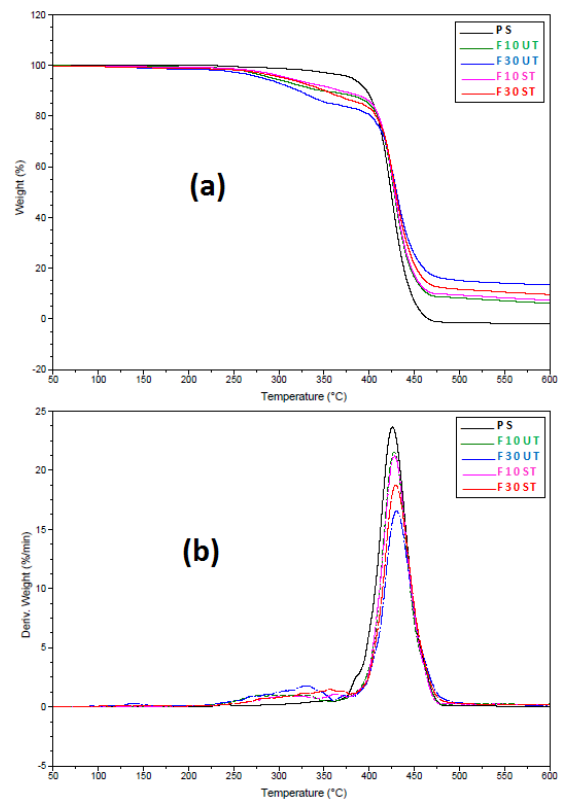 120
100
80
60
40
20
0
-20
Weight (%)
PS
F10UT
F30UT
F10ST
F30ST
(a)
50 100 150 200 250 300 350 400 450 500 550 600
Temperature (°C)
25
20
15
10
5
0
-5
Deriv. Weight (%/min)
PS
F10UT
F30UT
F10ST
F30ST
(b)
50 100 150 200 250 300 350 400 450 500 550 600
Temperature (°C)